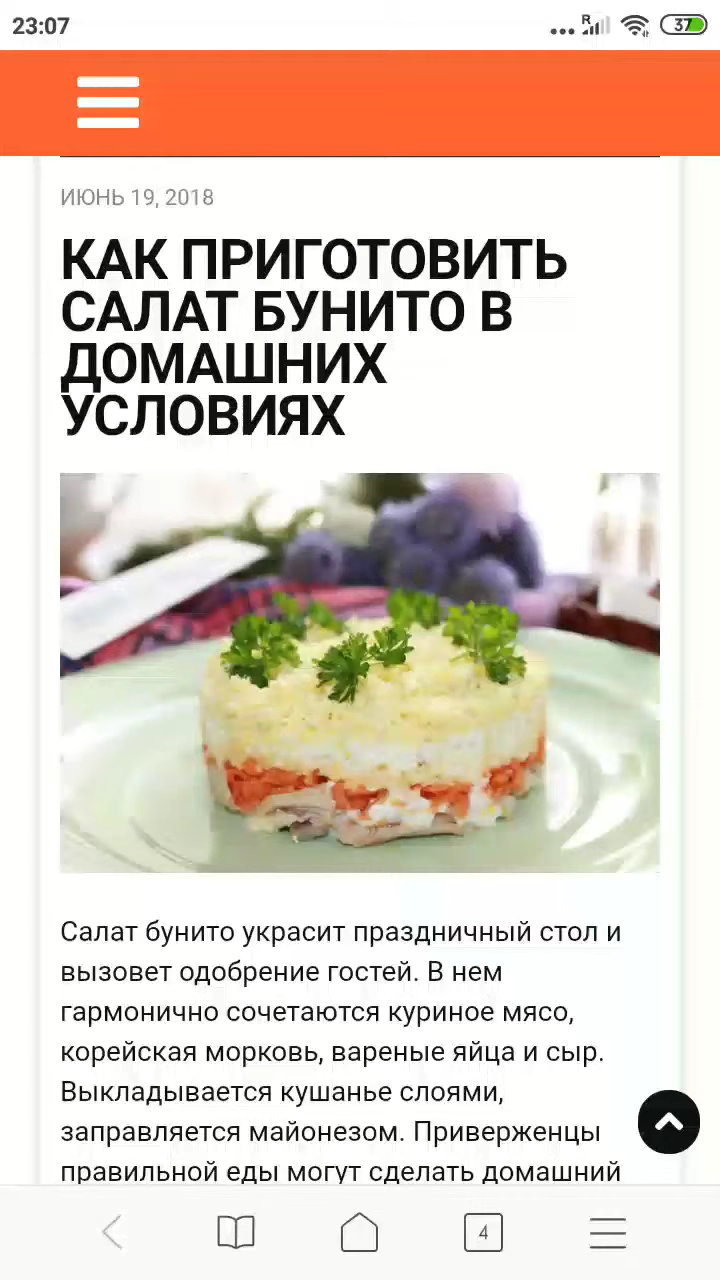 23:07
R
37
ИЮНЬ 19, 2018
КАК ПРИГОТОВИТЬ
САЛАТ БУНИТО В
ДОМАШНИХ
УСЛОВИЯХ
Салат бунито украсит праздничный стол и
вызовет одобрение гостей. В нем
гармонично сочетаются куриное мясо,
корейская морковь, вареные яйца и сыр.
Выкладывается кушанье слоями,
заправляется майонезом. Приверженцы
правильной еды могут сделать домашний
4